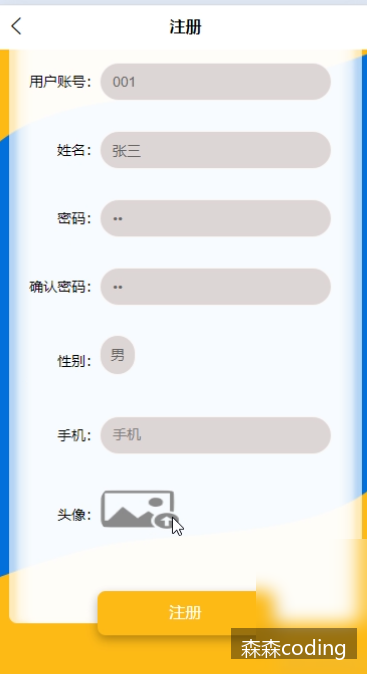 注册
用户账号： 001
姓名： 张三
密码： ••
确认密码： ••
性别： 男
手机： 手机
头像：
注册
森森coding